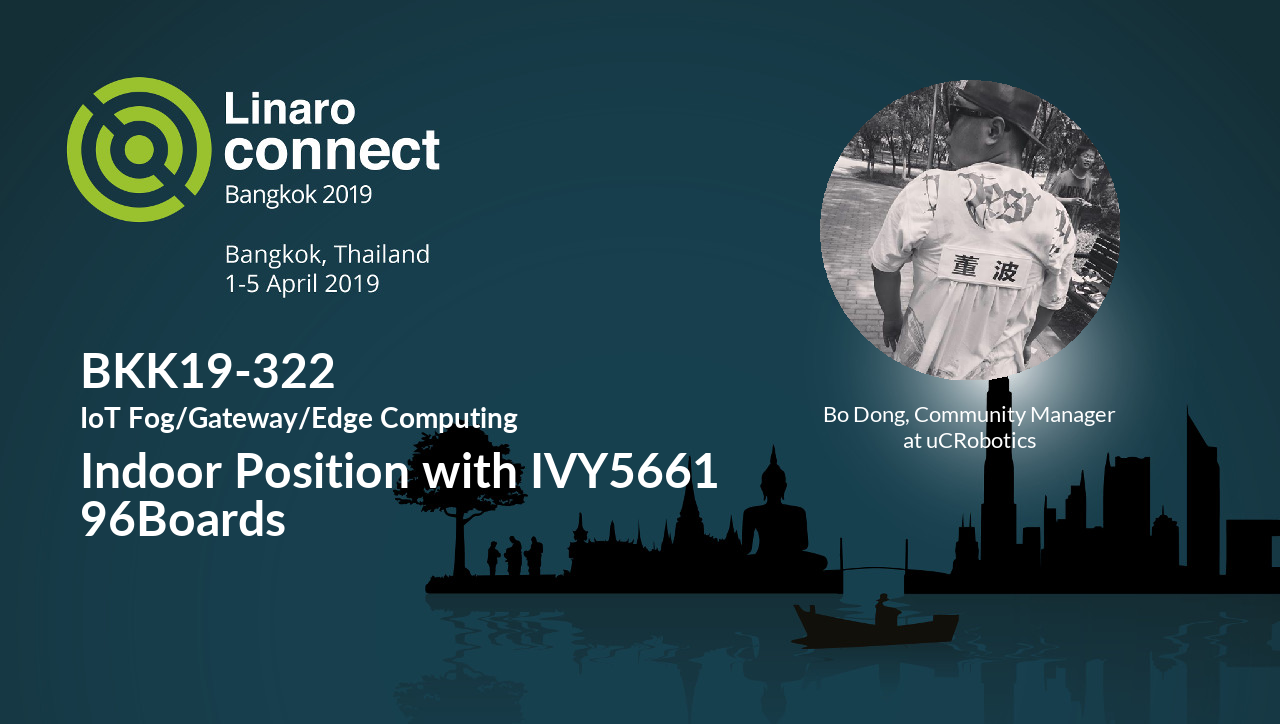 Linaro
connect
Bangkok 2019
Bangkok, Thailand
1-5 April 2019
BKK19-322
IoT Fog/Gateway/Edge Computing
Indoor Position with IVY5661
96Boards
董 波
Bo Dong, Community Manager
at uCRobotics